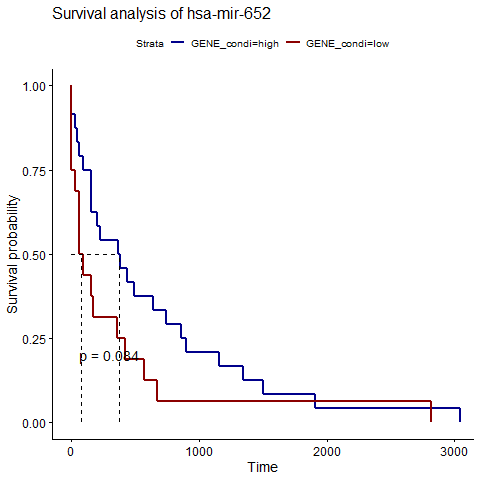 Survival analysis of hsa-mir-652
Strata GENE_condi=high GENE_condi=low
1.00
0.75
0.50
0.25
0.00
Survival probability
p = 0.084
0 1000 2000 3000
Time